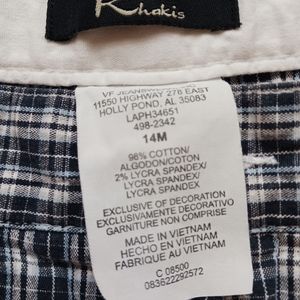 Khakis
VF JEANSWEAR
11550 HIGHWAY 278 EAST
HOLLY POND, AL 35083
LAPH34651
498-2342
14M
98% COTTON/
ALGODON/COTON
2% LYCRA SPANDEX/
LYCRA SPANDEX/
LYCRA SPANDEX
EXCLUSIVE OF DECORATION
EXCLUSIVAMENTE DECORATIVO
GARNITURE NON COMPRISE
MADE IN VIETNAM
HECHO EN VIETNAM
FABRIQUE AU VIETNAM
C 08500
083622292572